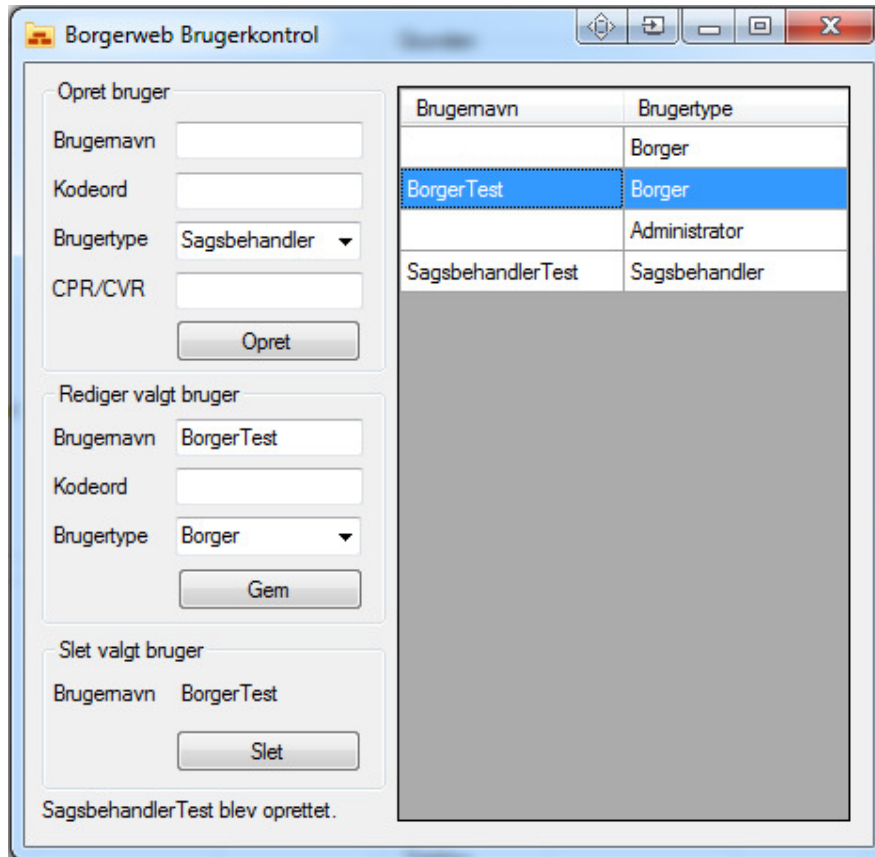 Borgerweb Brugerkontrol
Opret bruger
Brugernavn
Kodeord
Brugertype Sagsbehandler
CPR/CVR
Opret
Rediger valgt bruger
Brugernavn BorgerTest
Kodeord
Brugertype Borger
Gem
Slet valgt bruger
Brugernavn BorgerTest
Slet
SagsbehandlerTest blev oprettet.
Brugernavn Brugertype
Borger
BorgerTest Borger
Administrator
SagsbehandlerTest Sagsbehandler